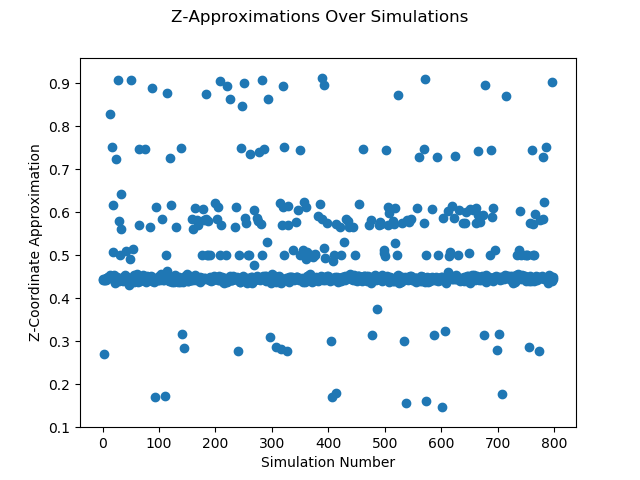 Z-Approximations Over Simulations
Z-Coordinate Approximation
0.9
0.8
0.7
0.6
0.5
0.4
0.3
0.2
0.1
0 100 200 300 400 500 600 700 800
Simulation Number